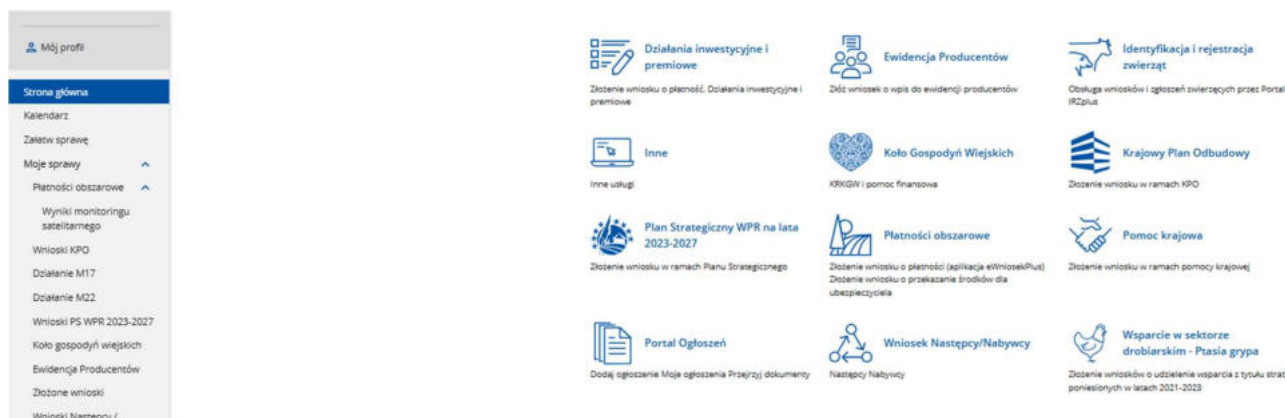 Mój profil
Strona główna
Kalendarz
Załatw sprawę
Moje sprawy
Płatności obszarowe
Wyniki monitoringu
satelitarnego
Wnioski KPO
Działanie M17
Działanie M22
Wnioski PS WPR 2023-2027
Koło gospodyń wiejskich
Ewidencja Producentów
Złożone wnioski
Wnioski Następcy /
Działania inwestycyjne i
premiowe
Złożenie wniosku o płatność. Działania inwestycyjne i
premiowe
Ewidencja Producentów
Złóż wniosek o wpis do ewidencji producentów
Identyfikacja i rejestracja
zwierząt
Obsługa wniosków i zgłoszeń zwierzęcych przez Portal
IRZplus
Inne
Inne usługi
Koło Gospodyń Wiejskich
KRKGW i pomoc finansowa
Krajowy Plan Odbudowy
Złożenie wniosku w ramach KPO
Plan Strategiczny WPR na lata
2023-2027
Złożenie wniosku w ramach Planu Strategicznego
Płatności obszarowe
Złożenie wniosku o płatności (aplikacja eWniosekPlus)
Złożenie wniosku o przekazanie środków dla
ubezpieczyciela
Pomoc krajowa
Złożenie wniosku w ramach pomocy krajowej
Portal Ogłoszeń
Dodaj ogłoszenie Moje ogłoszenia Przejrzyj dokumenty
Wniosek Następcy/Nabywcy
Następcy Nabywcy
Wsparcie w sektorze
drobiarskim - Ptasia grypa
Złożenie wniosków o udzielenie wsparcia z tytułu strat
poniesionych w latach 2021-2023